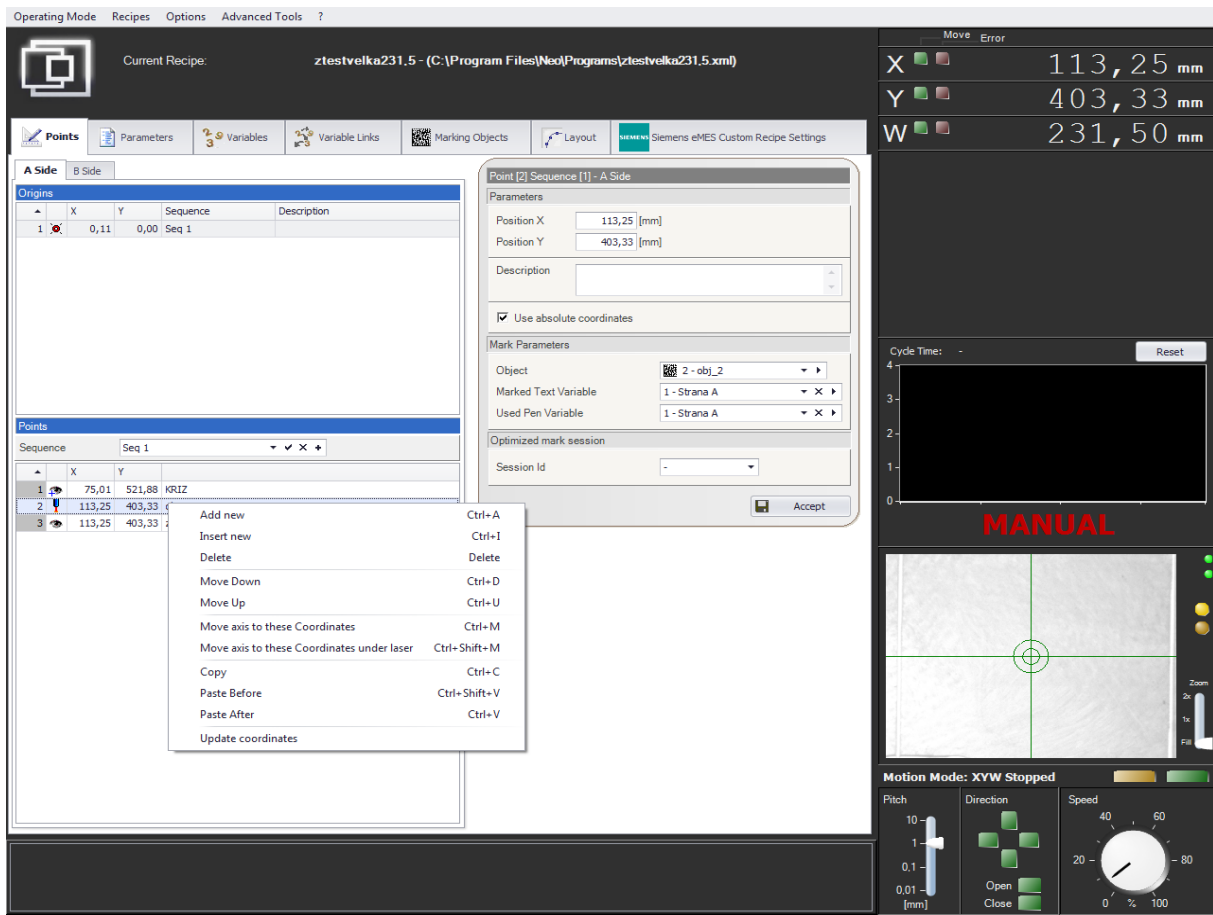 Operating Mode Recipes Options Advanced Tools ?
Current Recipe: ztestvelka231,5 - (C:\Program Files\Neo\Programs\ztestvelka231,5.xml)
Move Error
X 113,25 mm
Y 403,33 mm
W 231,50 mm
Points Parameters Variables Variable Links Marking Objects Layout SIEMENS Siemens eMES Custom Recipe Settings
A Side B Side
Origins
X Y Sequence Description
1 0,11 0,00 Seq 1
Points
Sequence Seq 1
X Y
1 75,01 521,88 KRIZ
2 113,25 403,33
3 113,25 403,33
Add new Ctrl+A
Insert new Ctrl+I
Delete Delete
Move Down Ctrl+D
Move Up Ctrl+U
Move axis to these Coordinates Ctrl+M
Move axis to these Coordinates under laser Ctrl+Shift+M
Copy Ctrl+C
Paste Before Ctrl+Shift+V
Paste After Ctrl+V
Update coordinates
Point [2] Sequence [1] - A Side
Parameters
Position X 113,25 [mm]
Position Y 403,33 [mm]
Description
Use absolute coordinates
Mark Parameters
Object 2 - obj_2
Marked Text Variable 1 - Strana A
Used Pen Variable 1 - Strana A
Optimized mark session
Session Id -
Accept
Cycle Time: - Reset
4
3
2
1
0
MANUAL
Zoom
2x
1x
Fill
Motion Mode: XYW Stopped
Pitch Direction Speed
10
1
0,1
0,01
[mm]
Open
Close
40 60
20 80
0 % 100